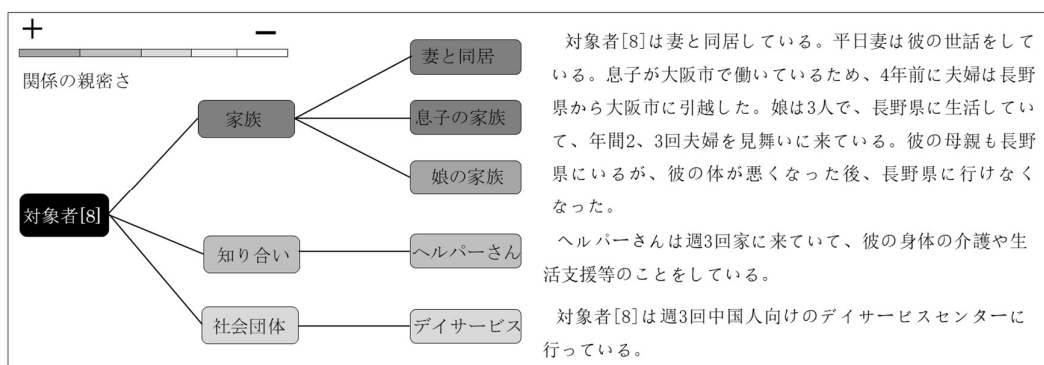 + −
関係の親密さ
対象者[8]
家族
知り合い
社会団体
妻と同居
息子の家族
娘の家族
ヘルパーさん
デイサービス
対象者[8]は妻と同居している。平日妻は彼の世話をして
いる。息子が大阪市で働いているため、4年前に夫婦は長野
県から大阪市に引越した。娘は3人で、長野県に生活してい
て、年間2、3回夫婦を見舞いに来ている。彼の母親も長野
県にいるが、彼の体が悪くなった後、長野県に行けなく
なった。
ヘルパーさんは週3回家に来ていて、彼の身体の介護や生
活支援等のことをしている。
対象者[8]は週3回中国人向けのデイサービスセンターに
行っている。